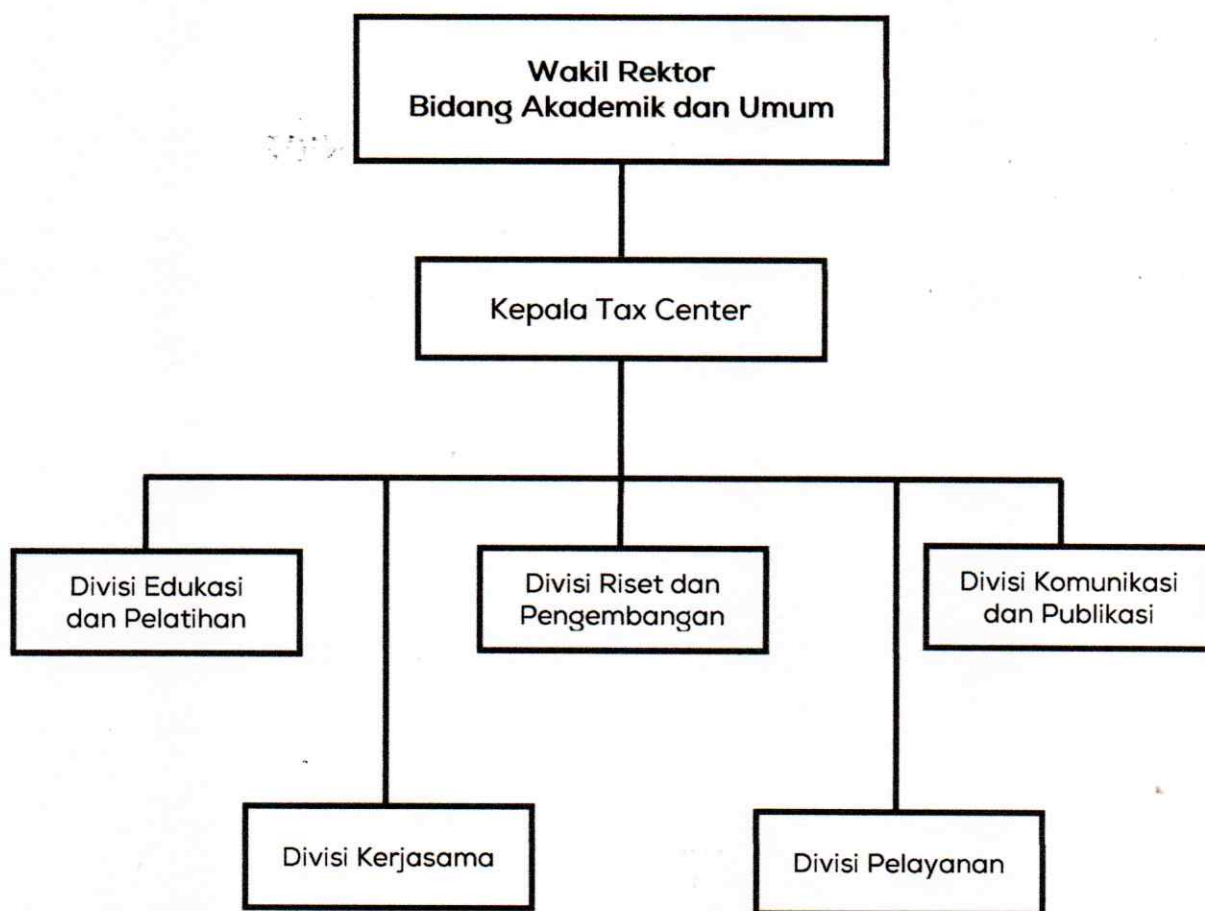 Wakil Rektor
Bidang Akademik dan Umum
Kepala Tax Center
Divisi Edukasi
dan Pelatihan
Divisi Riset dan
Pengembangan
Divisi Komunikasi
dan Publikasi
Divisi Kerjasama
Divisi Pelayanan